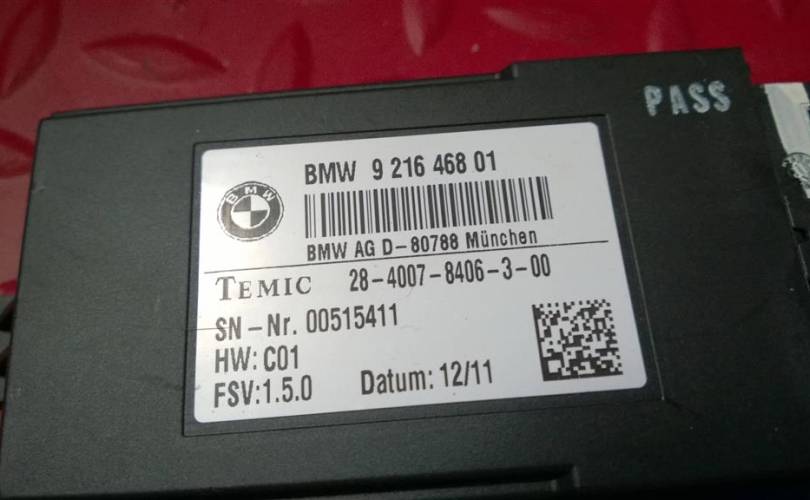 PASS
BMW 9 216 468 01
BMW
BMW AG D-80788 München
TEMIC 28-4007-8406-3-00
SN-Nr. 00515411
HW: C01
FSV:1.5.0 Datum: 12/11